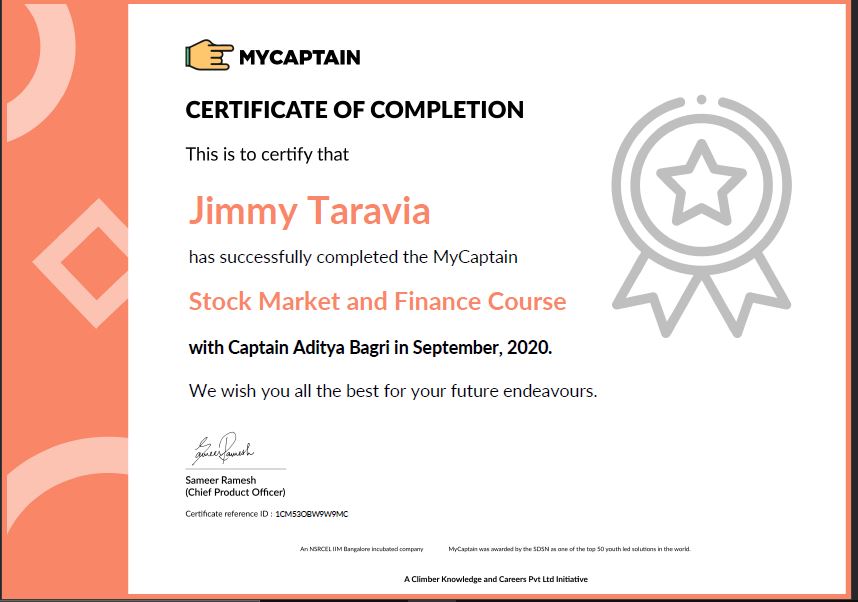 MYCAPTAIN
CERTIFICATE OF COMPLETION
This is to certify that
Jimmy Taravia
has successfully completed the MyCaptain
Stock Market and Finance Course
with Captain Aditya Bagri in September, 2020.
We wish you all the best for your future endeavours.
Sameer Ramesh
Sameer Ramesh
(Chief Product Officer)
Certificate reference ID : 1CM53OBW9W9MC
An NSRCEL IIM Bangalore incubated company MyCaptain was awarded by the SDSN as one of the top 50 youth led solutions in the world.
A Climber Knowledge and Careers Pvt Ltd Initiative